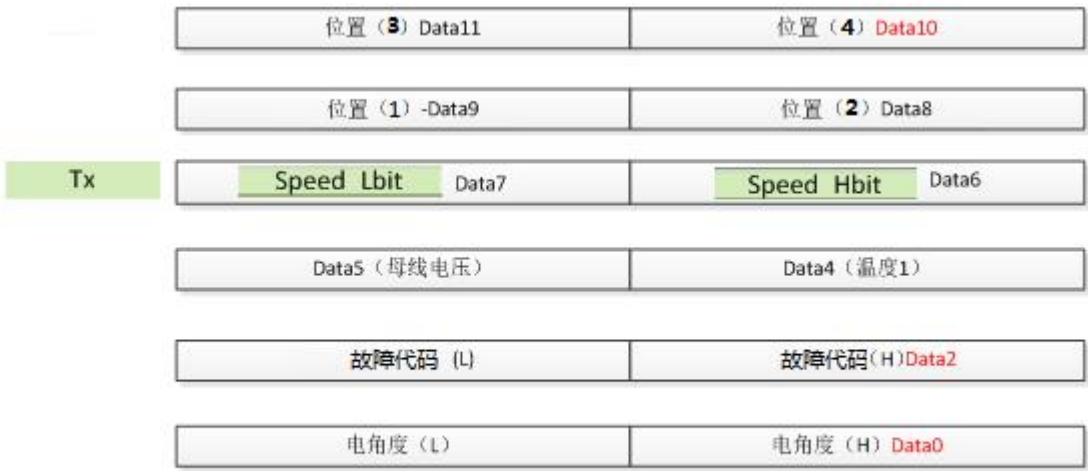 位置（3）Data11 位置（4）Data10
位置（1）-Data9 位置（2）Data8
Tx Speed Lbit Data7 Speed Hbit Data6
Data5（母线电压） Data4（温度1）
故障代码 (L) 故障代码(H)Data2
电角度（L） 电角度（H）Data0